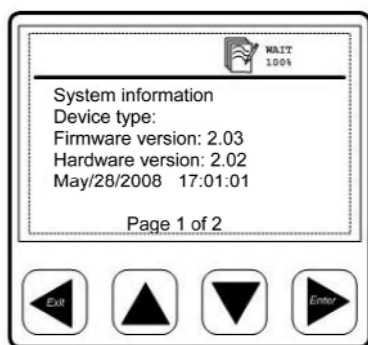 WAIT
100%
System information
Device type:
Firmware version: 2.03
Hardware version: 2.02
May/28/2008 17:01:01
Page 1 of 2
Exit
Enter